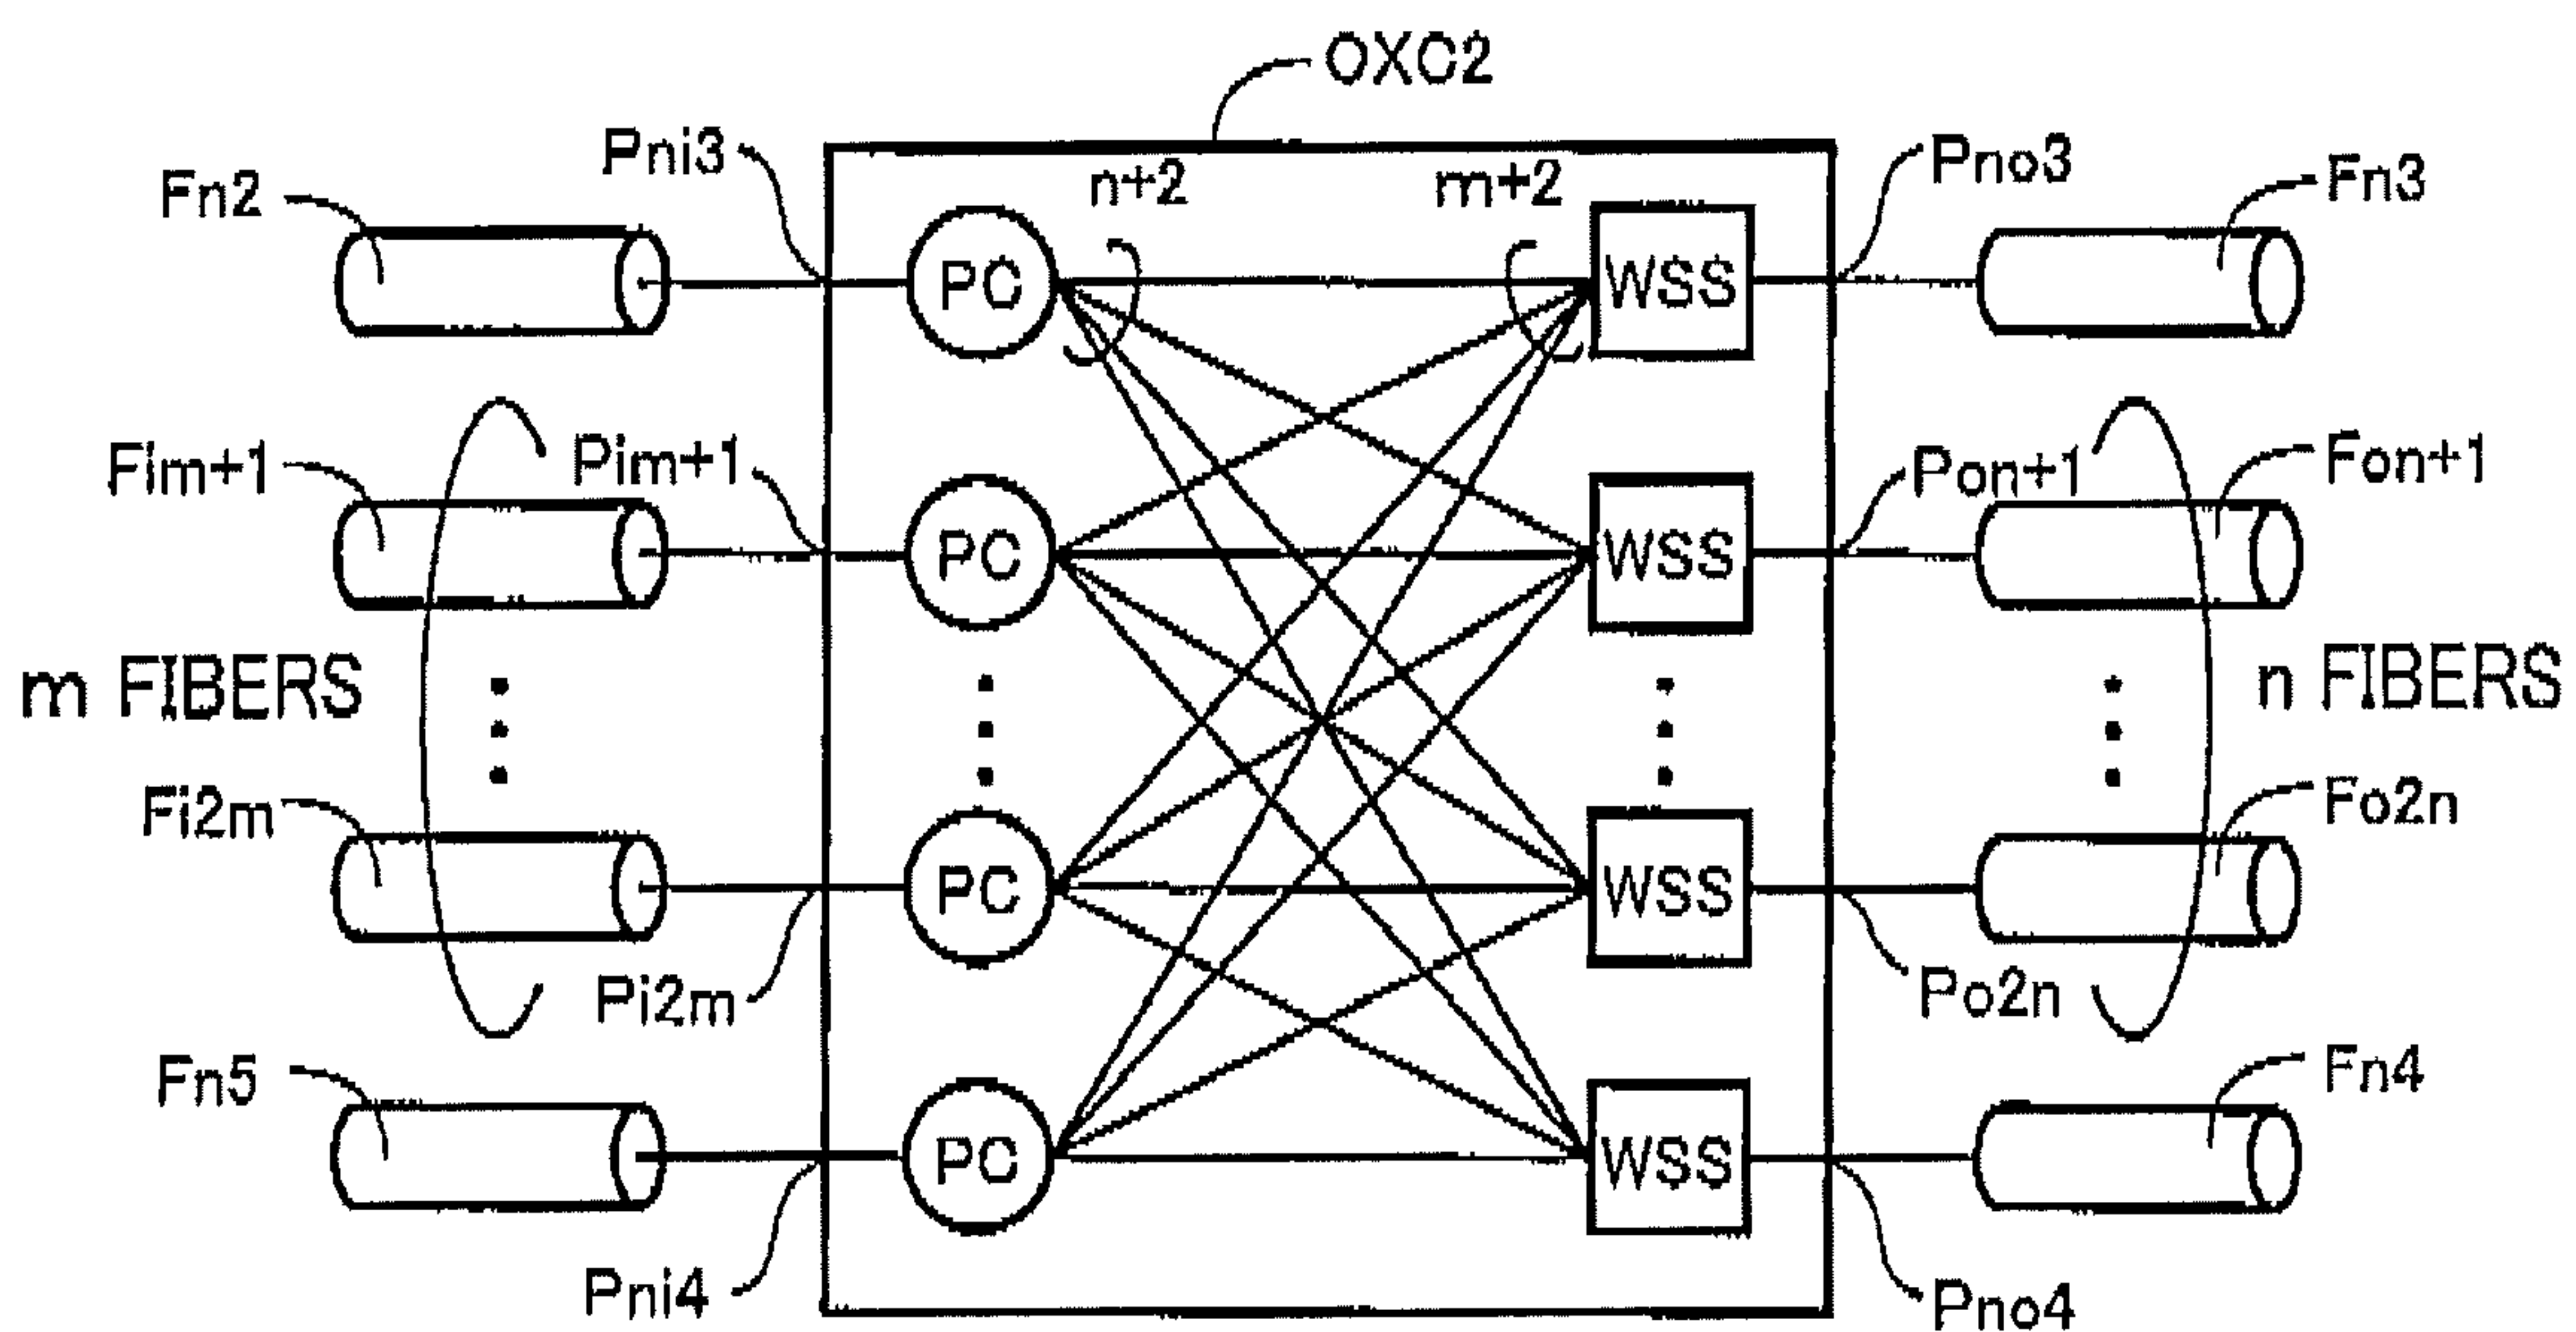 OXC2
Pni3
n+2
m+2
Pno3
Fn2
Fn3
PC
WSS
Fim+1
Pim+1
Pon+1
Fon+1
PC
WSS
m FIBERS
n FIBERS
Fi2m
Fo2n
PC
WSS
Pi2m
Po2n
Fn5
Fn4
PC
WSS
Pni4
Pno4